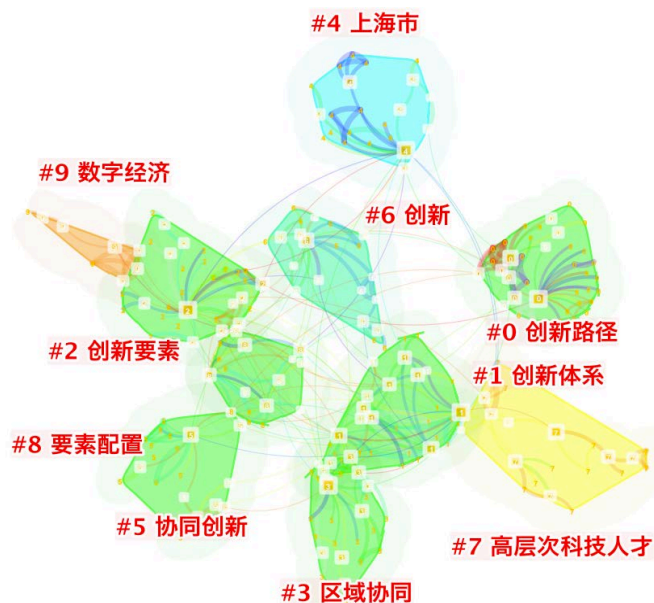 #4 上海市
#9 数字经济
#6 创新
#0 创新路径
#2 创新要素
#1 创新体系
#8 要素配置
#5 协同创新
#7 高层次科技人才
#3 区域协同